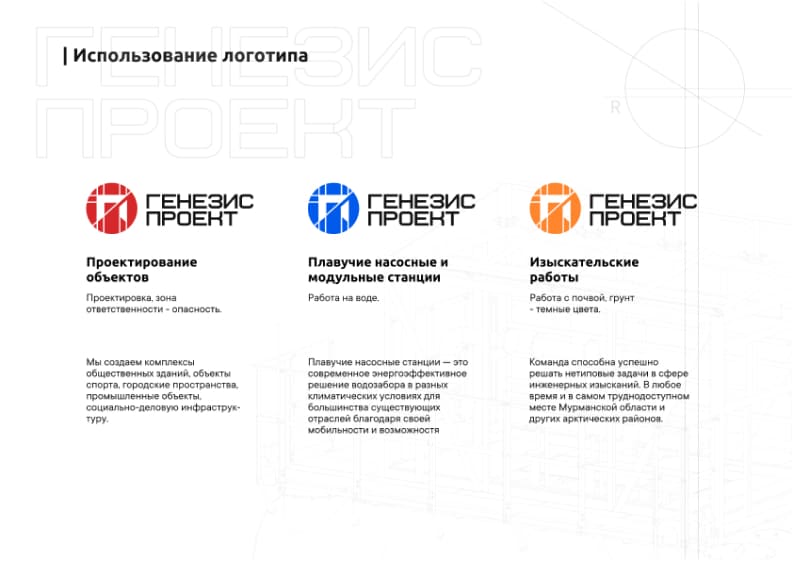 ГЕНЕЗИС
ПРОЕКТ
| Использование логотипа
R
ГЕНЕЗИС
ПРОЕКТ
Проектирование
объектов
Проектировка, зона
ответственности - опасность.
Мы создаем комплексы
общественных зданий, объекты
спорта, городские пространства,
промышленные объекты,
социально-деловую инфраструк-
туру.
ГЕНЕЗИС
ПРОЕКТ
Плавучие насосные и
модульные станции
Работа на воде.
Плавучие насосные станции — это
современное энергоэффективное
решение водозабора в разных
климатических условиях для
большинства существующих
отраслей благодаря своей
мобильности и возможностя
ГЕНЕЗИС
ПРОЕКТ
Изыскательские
работы
Работа с почвой, грунт
- темные цвета.
Команда способна успешно
решать нетиповые задачи в сфере
инженерных изысканий. В любое
время и в самом труднодоступном
месте Мурманской области и
других арктических районов.